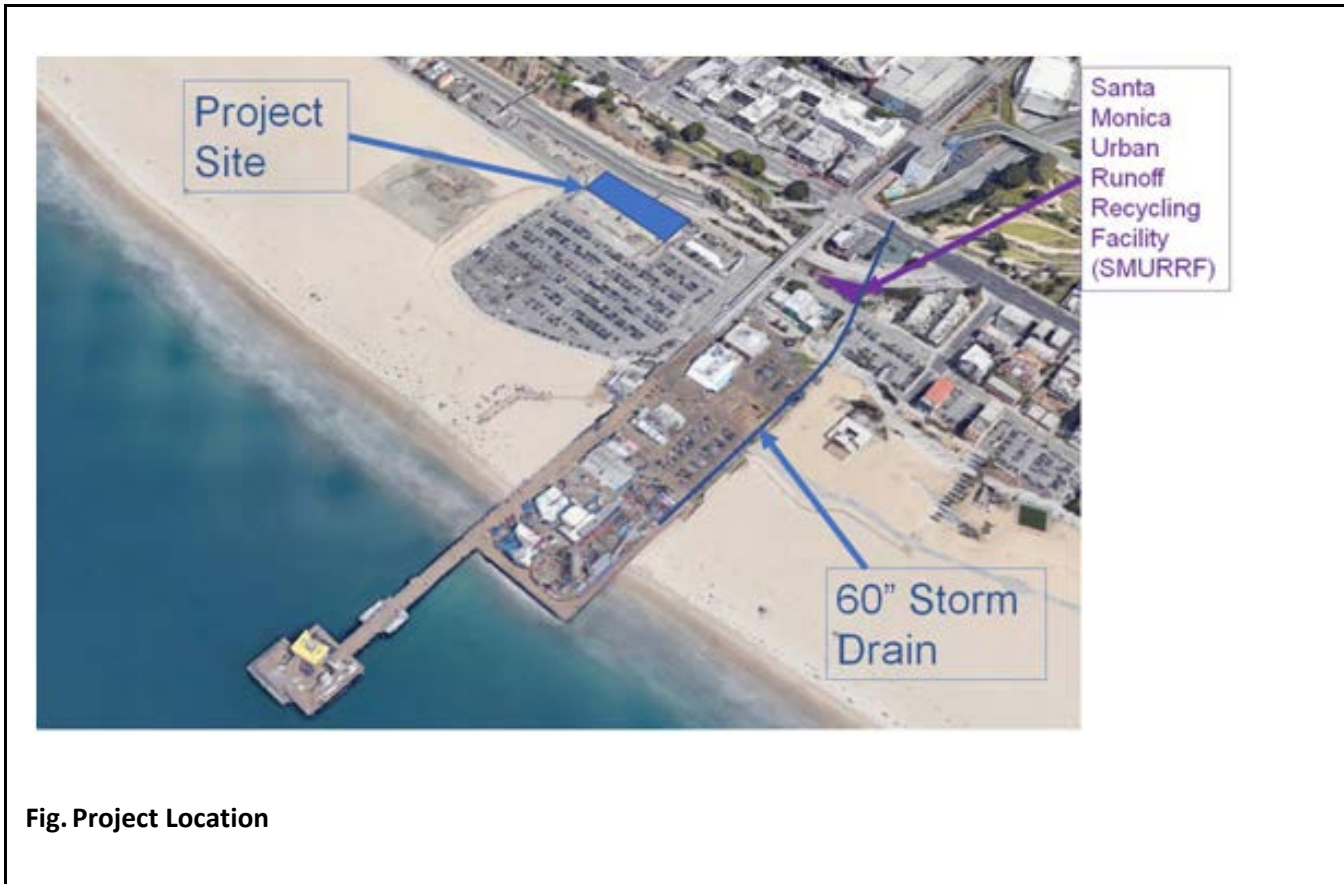 Project
Site
Santa
Monica
Urban
Runoff
Recycling
Facility
(SMURRF)
60” Storm
Drain
Fig. Project Location